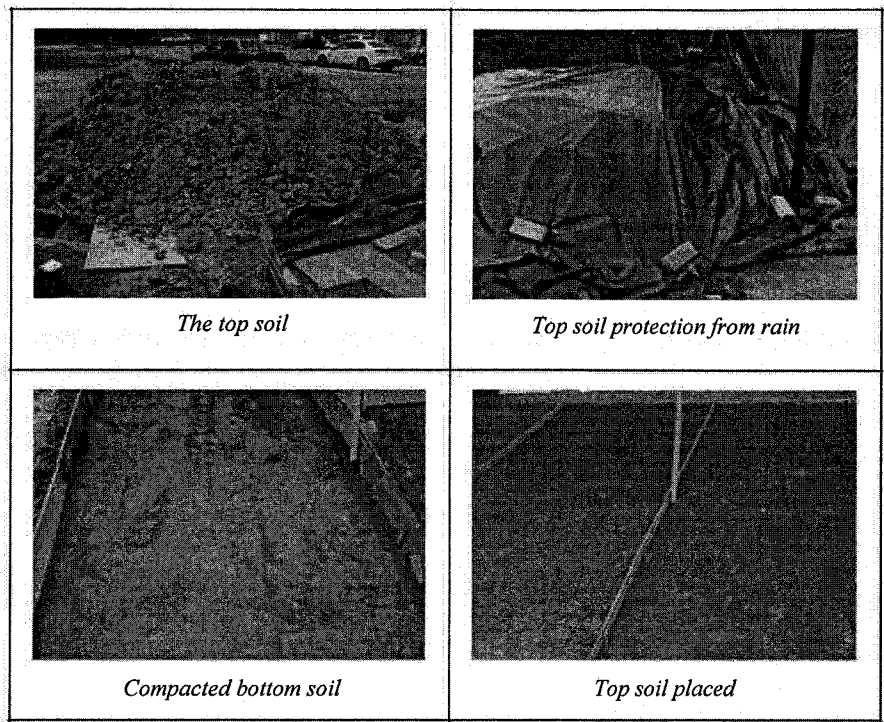 The top soil
Top soil protection from rain
Compacted bottom soil
Top soil placed